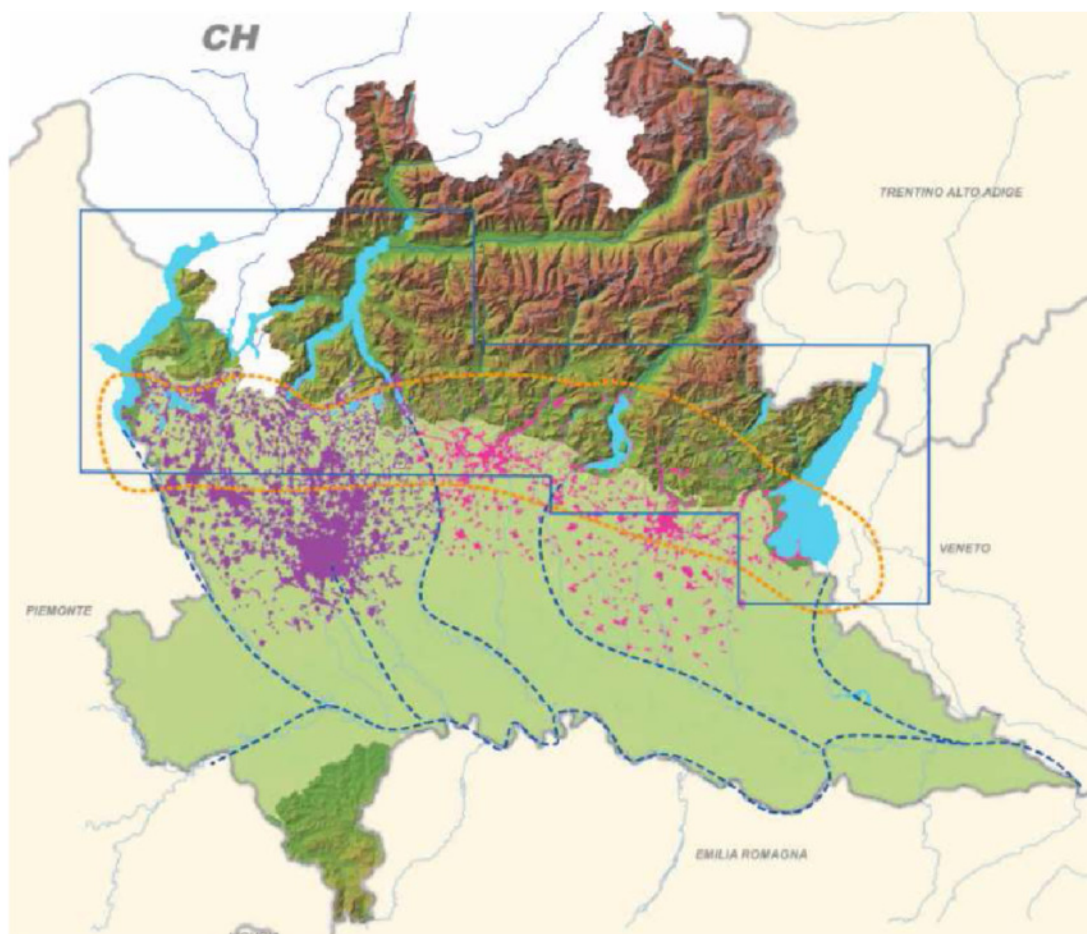 CH
TRENTINO ALTO ADIGE
VENETO
PIEMONTE
EMILIA ROMAGNA